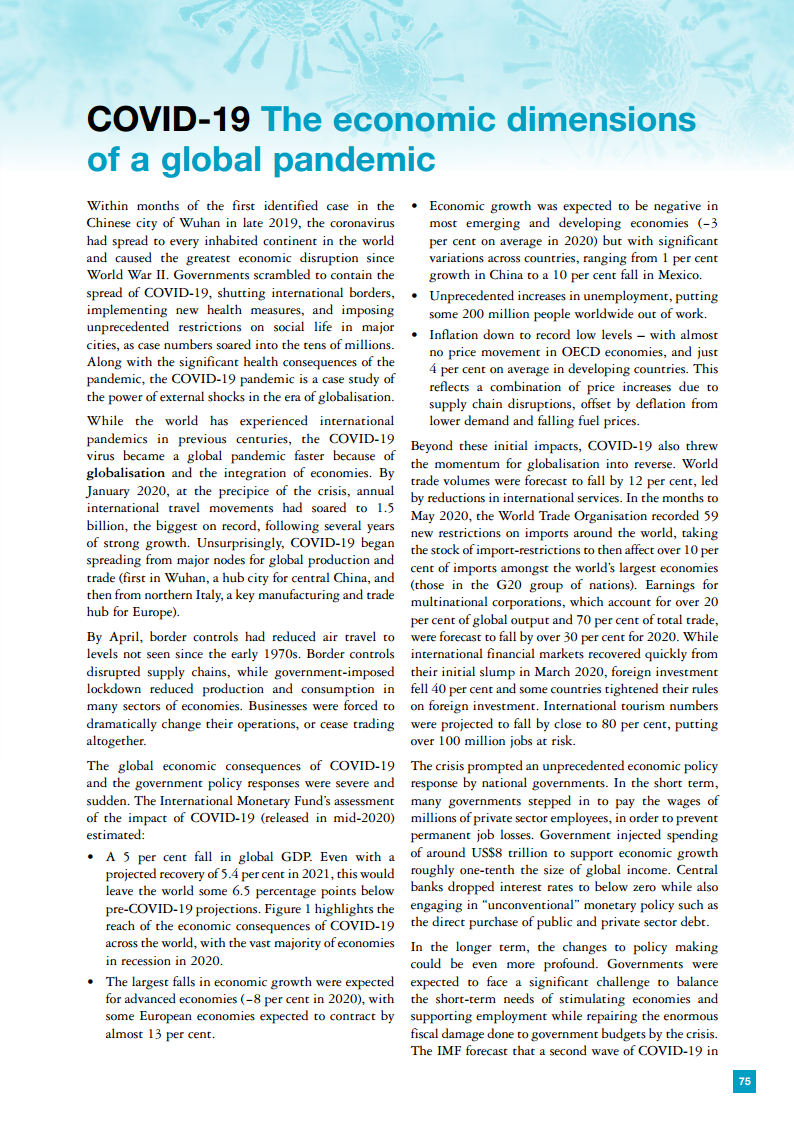 COVID-19 The economic dimensions
of a global pandemic
Within months of the first identified case in the
Chinese city of Wuhan in late 2019, the coronavirus
had spread to every inhabited continent in the world
and caused the greatest economic disruption since
World War II. Governments scrambled to contain the
spread of COVID-19, shutting international borders,
implementing new health measures, and imposing
unprecedented restrictions on social life in major
cities, as case numbers soared into the tens of millions.
Along with the significant health consequences of the
pandemic, the COVID-19 pandemic is a case study of
the power of external shocks in the era of globalisation.
While the world has experienced international
pandemics in previous centuries, the COVID-19
virus became a global pandemic faster because of
globalisation and the integration of economies. By
January 2020, at the precipice of the crisis, annual
international travel movements had soared to 1.5
billion, the biggest on record, following several years
of strong growth. Unsurprisingly, COVID-19 began
spreading from major nodes for global production and
trade (first in Wuhan, a hub city for central China, and
then from northern Italy, a key manufacturing and trade
hub for Europe).
By April, border controls had reduced air travel to
levels not seen since the early 1970s. Border controls
disrupted supply chains, while government-imposed
lockdown reduced production and consumption in
many sectors of economies. Businesses were forced to
dramatically change their operations, or cease trading
altogether.
The global economic consequences of COVID-19
and the government policy responses were severe and
sudden. The International Monetary Fund's assessment
of the impact of COVID-19 (released in mid-2020)
estimated:
• A 5 per cent fall in global GDP. Even with a
projected recovery of 5.4 per cent in 2021, this would
leave the world some 6.5 percentage points below
pre-COVID-19 projections. Figure 1 highlights the
reach of the economic consequences of COVID-19
across the world, with the vast majority of economies
in recession in 2020.
• The largest falls in economic growth were expected
for advanced economies (–8 per cent in 2020), with
some European economies expected to contract by
almost 13 per cent.
• Economic growth was expected to be negative in
most emerging and developing economies (–3
per cent on average in 2020) but with significant
variations across countries, ranging from 1 per cent
growth in China to a 10 per cent fall in Mexico.
• Unprecedented increases in unemployment, putting
some 200 million people worldwide out of work.
• Inflation down to record low levels – with almost
no price movement in OECD economies, and just
4 per cent on average in developing countries. This
reflects a combination of price increases due to
supply chain disruptions, offset by deflation from
lower demand and falling fuel prices.
Beyond these initial impacts, COVID-19 also threw
the momentum for globalisation into reverse. World
trade volumes were forecast to fall by 12 per cent, led
by reductions in international services. In the months to
May 2020, the World Trade Organisation recorded 59
new restrictions on imports around the world, taking
the stock of import-restrictions to then affect over 10 per
cent of imports amongst the world's largest economies
(those in the G20 group of nations). Earnings for
multinational corporations, which account for over 20
per cent of global output and 70 per cent of total trade,
were forecast to fall by over 30 per cent for 2020. While
international financial markets recovered quickly from
their initial slump in March 2020, foreign investment
fell 40 per cent and some countries tightened their rules
on foreign investment. International tourism numbers
were projected to fall by close to 80 per cent, putting
over 100 million jobs at risk.
The crisis prompted an unprecedented economic policy
response by national governments. In the short term,
many governments stepped in to pay the wages of
millions of private sector employees, in order to prevent
permanent job losses. Government injected spending
of around US$8 trillion to support economic growth
roughly one-tenth the size of global income. Central
banks dropped interest rates to below zero while also
engaging in “unconventional” monetary policy such as
the direct purchase of public and private sector debt.
In the longer term, the changes to policy making
could be even more profound. Governments were
expected to face a significant challenge to balance
the short-term needs of stimulating economies and
supporting employment while repairing the enormous
fiscal damage done to government budgets by the crisis.
The IMF forecast that a second wave of COVID-19 in
75